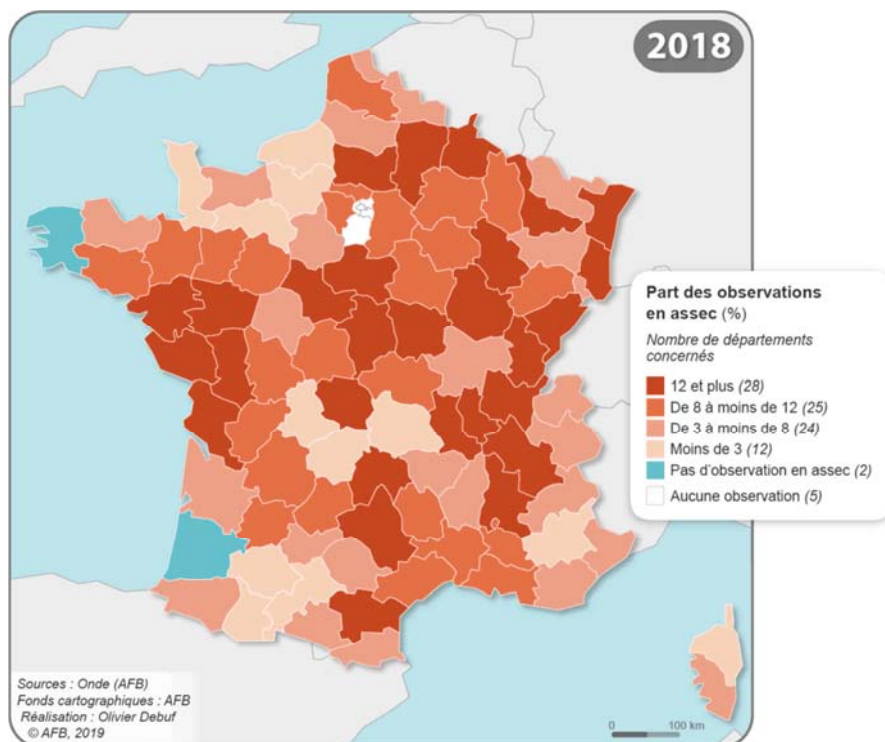 2018
Part des observations
en assec (%)
Nombre de départements
concernés
12 et plus (28)
De 8 à moins de 12 (25)
De 3 à moins de 8 (24)
Moins de 3 (12)
Pas d'observation en assec (2)
Aucune observation (5)
Sources : Onde (AFB)
Fonds cartographiques : AFB
Réalisation : Olivier Debuf
© AFB, 2019
0 100 km